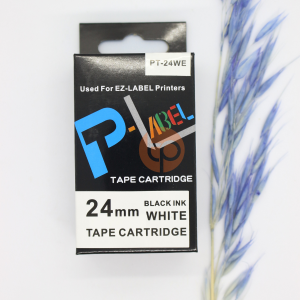 PT-24WE
Used For EZ-LABEL Printers
P-LABEL
TAPE CARTRIDGE
24mm BLACK INK WHITE
TAPE CARTRIDGE